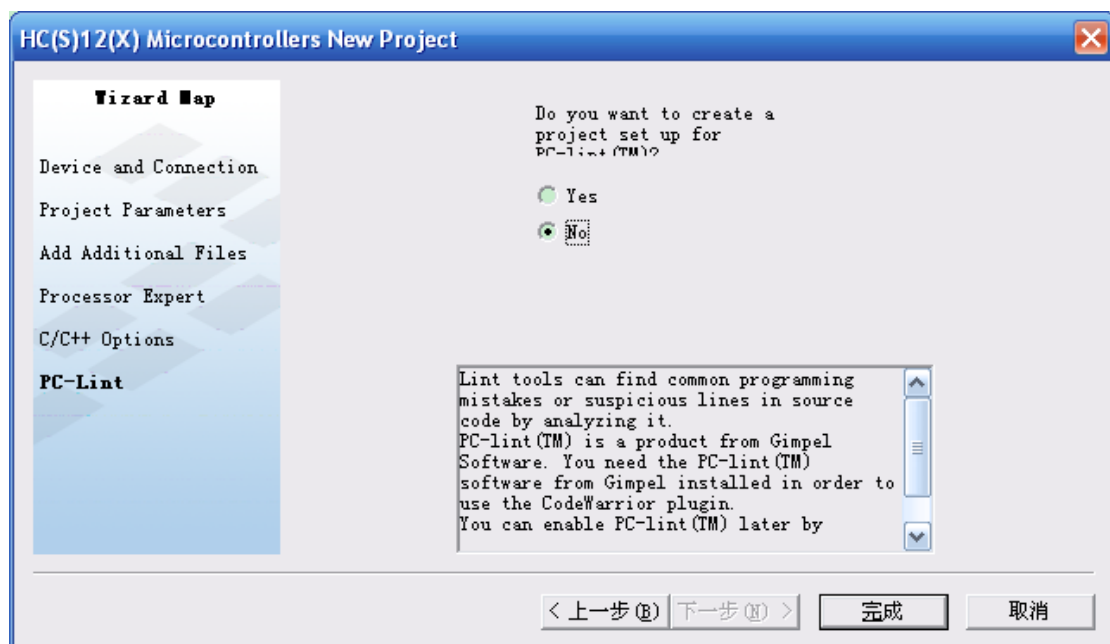 HC(S)12(X) Microcontrollers New Project
Wizard Map
Device and Connection
Project Parameters
Add Additional Files
Processor Expert
C/C++ Options
PC-Lint
Do you want to create a
project set up for
PC-lint(TM)?
Yes
No
Lint tools can find common programming
mistakes or suspicious lines in source
code by analyzing it.
PC-lint(TM) is a product from Gimpel
Software. You need the PC-lint(TM)
software from Gimpel installed in order to
use the CodeWarrior plugin.
You can enable PC-lint(TM) later by
< 上一步(B) 下一步(N) > 完成 取消